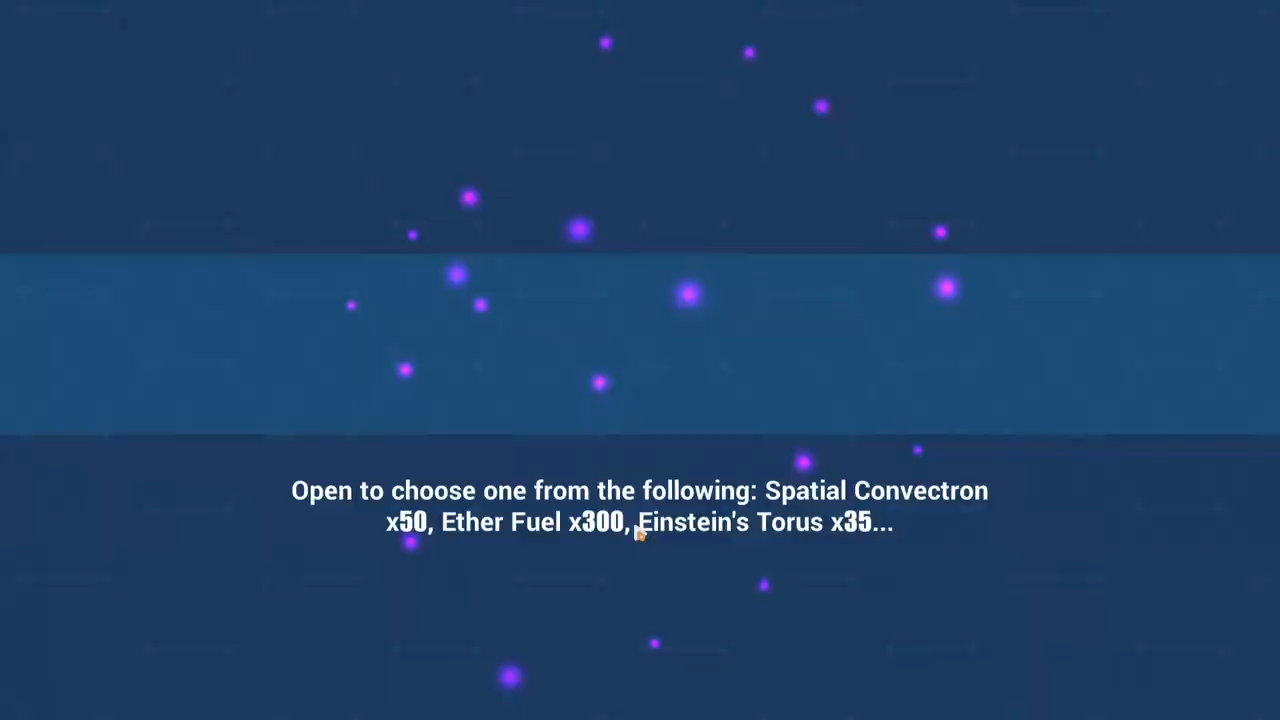 Open to choose one from the following: Spatial Convectron
x50, Ether Fuel x300, Einstein's Torus x35...